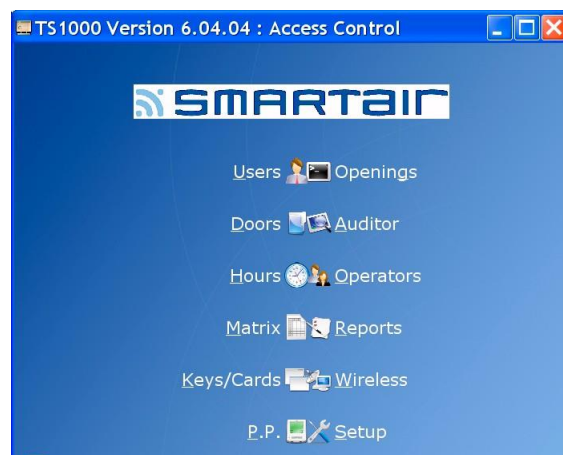 TS1000 Version 6.04.04 : Access Control
SMARTair
Users Openings
Doors Auditor
Hours Operators
Matrix Reports
Keys/Cards Wireless
P.P. Setup